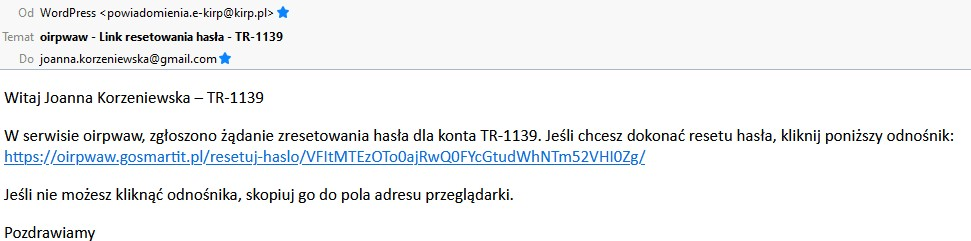 Od WordPress <powiadomienia.e-kirp@kirp.pl>
Temat oirpwaw - Link resetowania hasła - TR-1139
Do joanna.korzeniewska@gmail.com
Witaj Joanna Korzeniewska – TR-1139
W serwisie oirpwaw, zgłoszono żądanie zresetowania hasła dla konta TR-1139. Jeśli chcesz dokonać resetu hasła, kliknij poniższy odnośnik:
https://oirpwaw.gosmartit.pl/resetuj-haslo/VFItMTEzOTo0ajRwQ0FYcGtudWhNTm52VHI0Zg/
Jeśli nie możesz kliknąć odnośnika, skopiuj go do pola adresu przeglądarki.
Pozdrawiamy